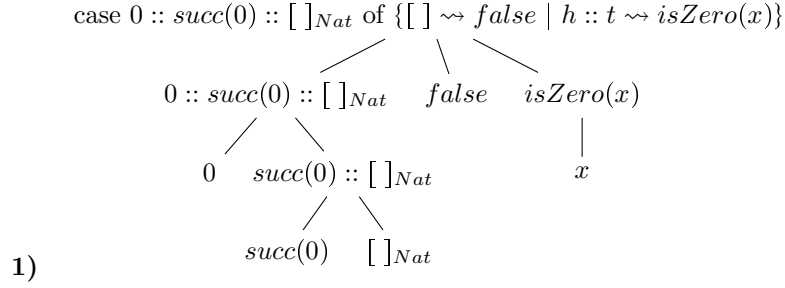 case 0 :: succ(0) :: [ ]_Nat of {[ ] ⇝ false | h :: t ⇝ isZero(x)}
0 :: succ(0) :: [ ]_Nat false isZero(x)
0 succ(0) :: [ ]_Nat x
succ(0) [ ]_Nat
1)